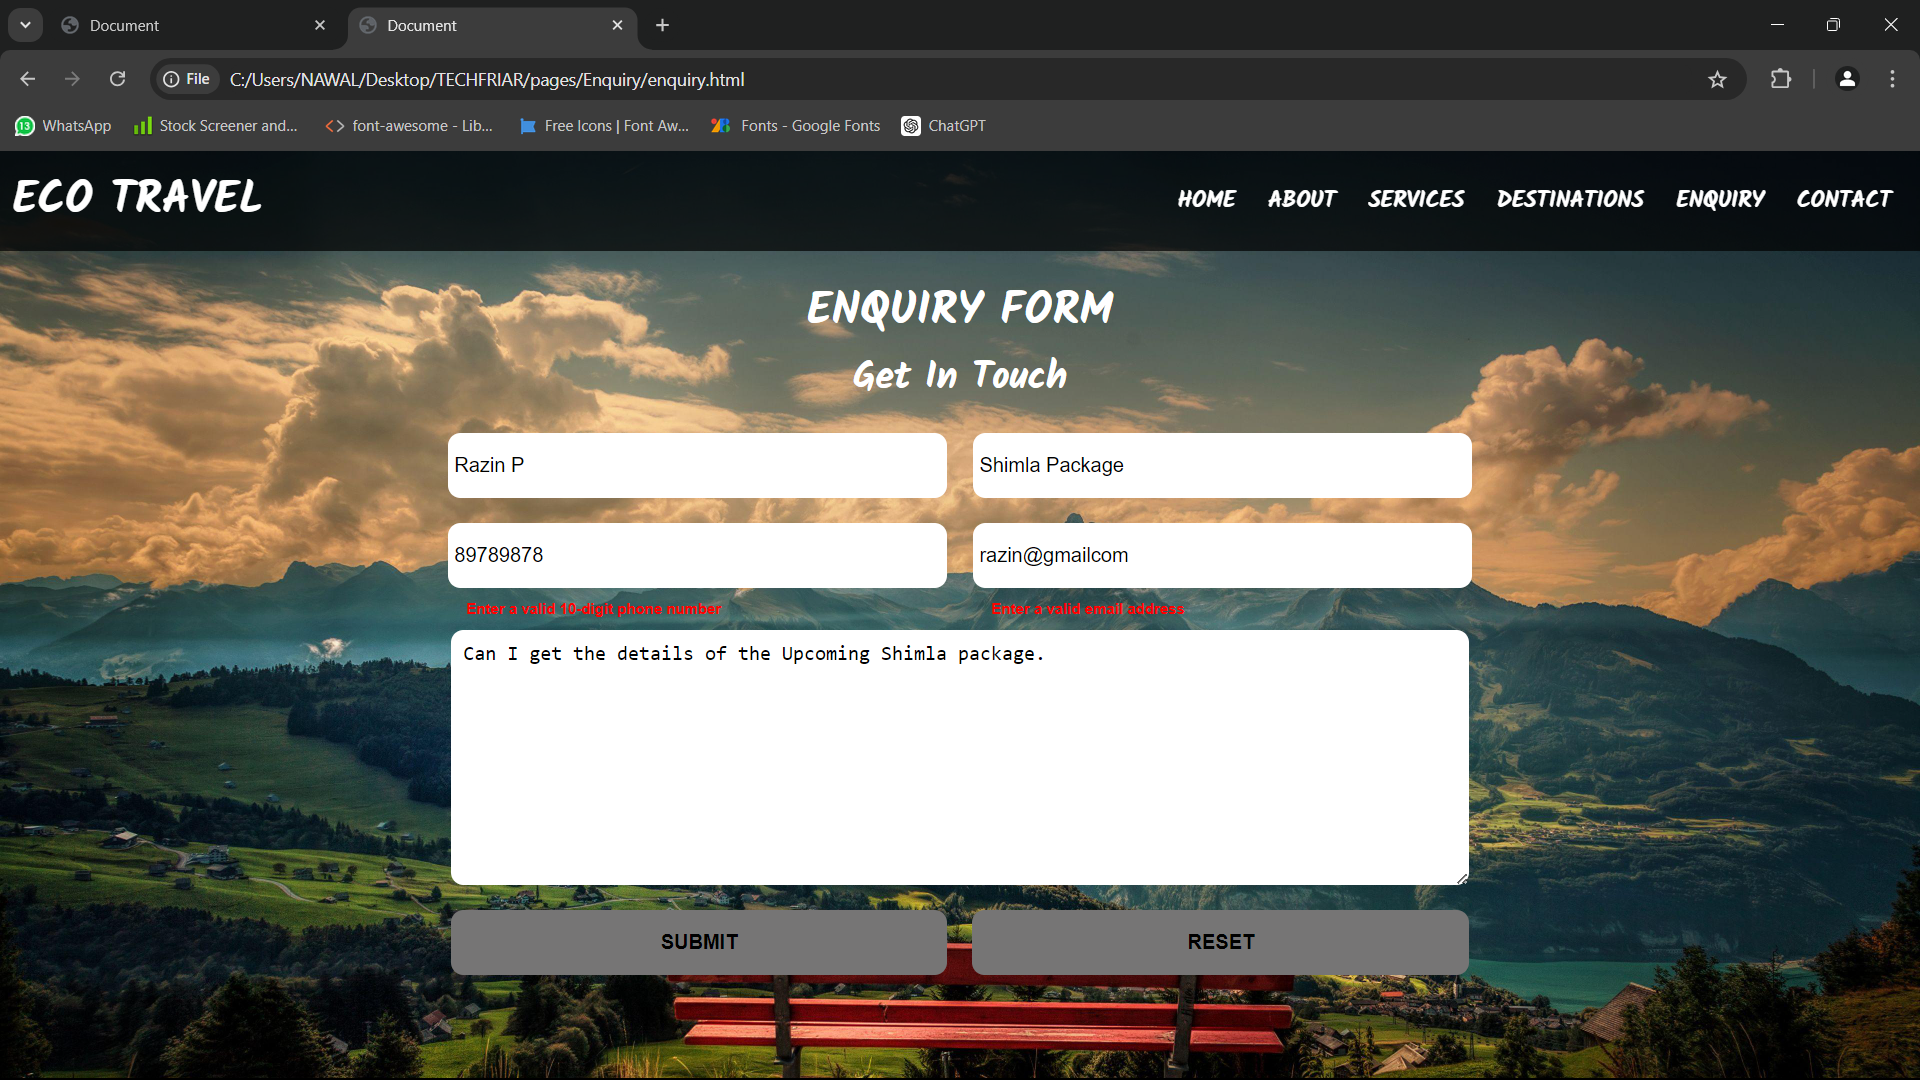 Document
Document
File
C:/Users/NAWAL/Desktop/TECHFRIAR/pages/Enquiry/enquiry.html
13
WhatsApp
Stock Screener and...
font-awesome - Lib...
Free Icons | Font Aw...
Fonts - Google Fonts
ChatGPT
ECO TRAVEL
HOME
ABOUT
SERVICES
DESTINATIONS
ENQUIRY
CONTACT
ENQUIRY FORM
Get In Touch
Razin P
Shimla Package
89789878
razin@gmailcom
Enter a valid 10-digit phone number
Enter a valid email address
Can I get the details of the Upcoming Shimla package.
SUBMIT
RESET